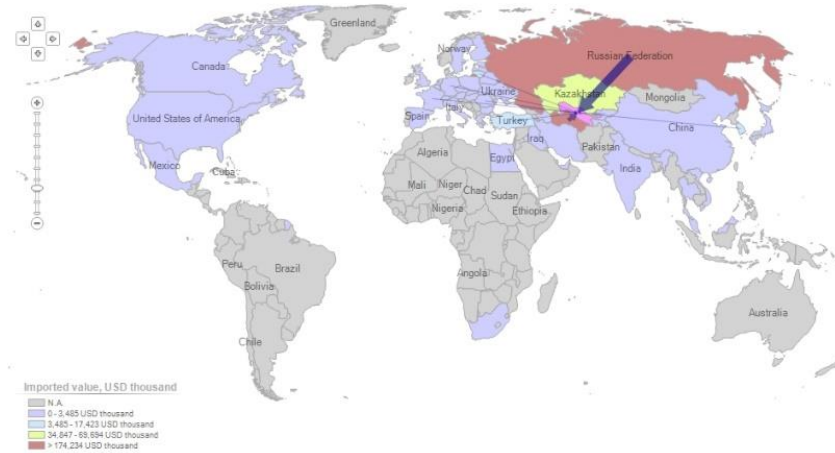 Greenland
Norway
Russian Federation
Canada
Ukraine
Kazakhstan
Mongolia
United States of America
Spain
Italy
Turkey
China
Iraq
Pakistan
Mexico
Cuba
Algeria
Egypt
India
Mali
Niger
Chad
Sudan
Nigeria
Ethiopia
Peru
Brazil
Angola
Bolivia
Australia
Chile
Imported value, USD thousand
N.A.
0 - 3,485 USD thousand
3,485 - 17,423 USD thousand
34,847 - 69,694 USD thousand
> 174,234 USD thousand